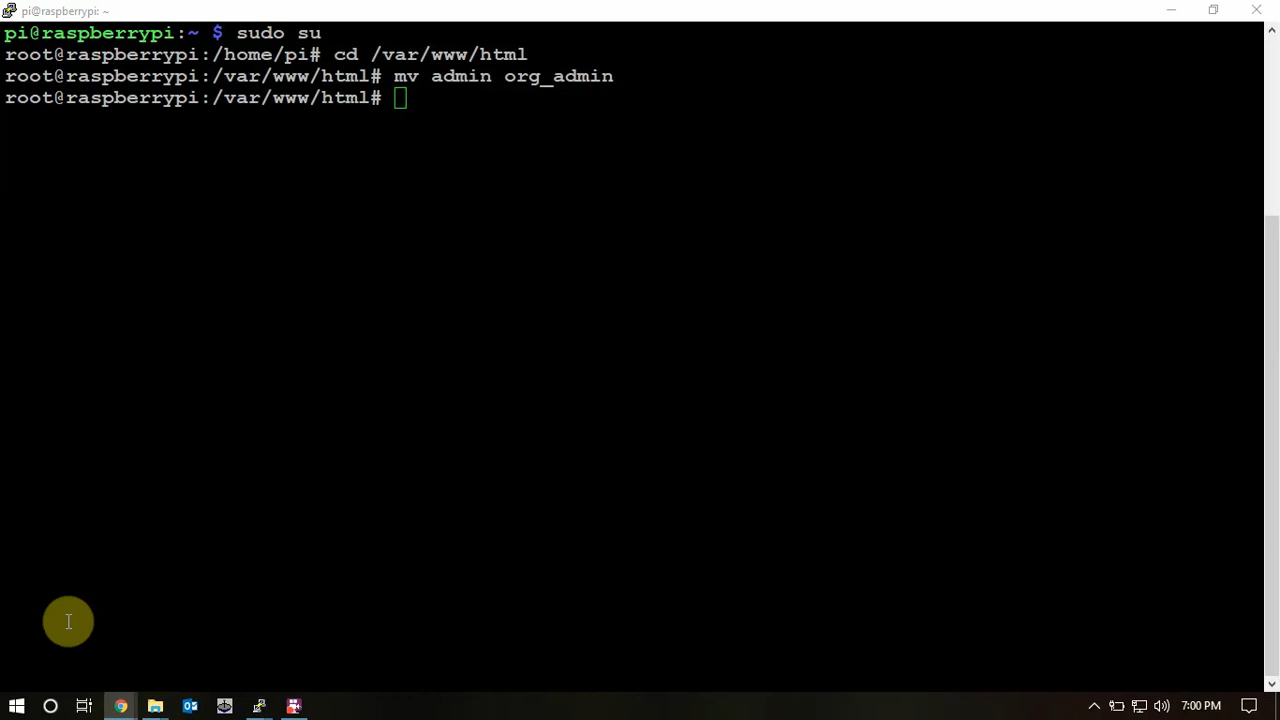 pi@raspberrypi: ~
pi@raspberrypi:~ $ sudo su
root@raspberrypi:/home/pi# cd /var/www/html
root@raspberrypi:/var/www/html# mv admin org_admin
root@raspberrypi:/var/www/html#
7:00 PM